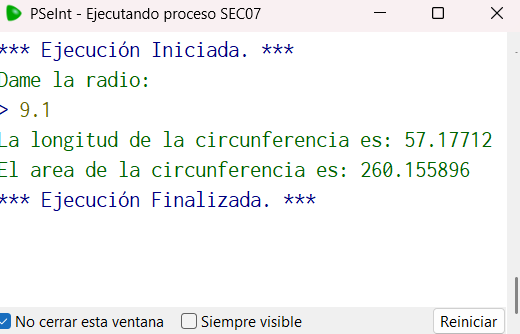 PSeInt - Ejecutando proceso SEC07
*** Ejecución Iniciada. ***
Dame la radio:
> 9.1
La longitud de la circunferencia es: 57.17712
El area de la circunferencia es: 260.155896
*** Ejecución Finalizada. ***
No cerrar esta ventana Siempre visible Reiniciar